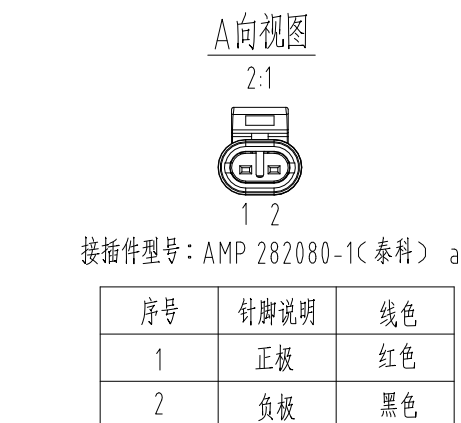 A向视图
2:1
1 2
接插件型号：AMP 282080-1(泰科) a
序号 针脚说明 线色
1 正极 红色
2 负极 黑色